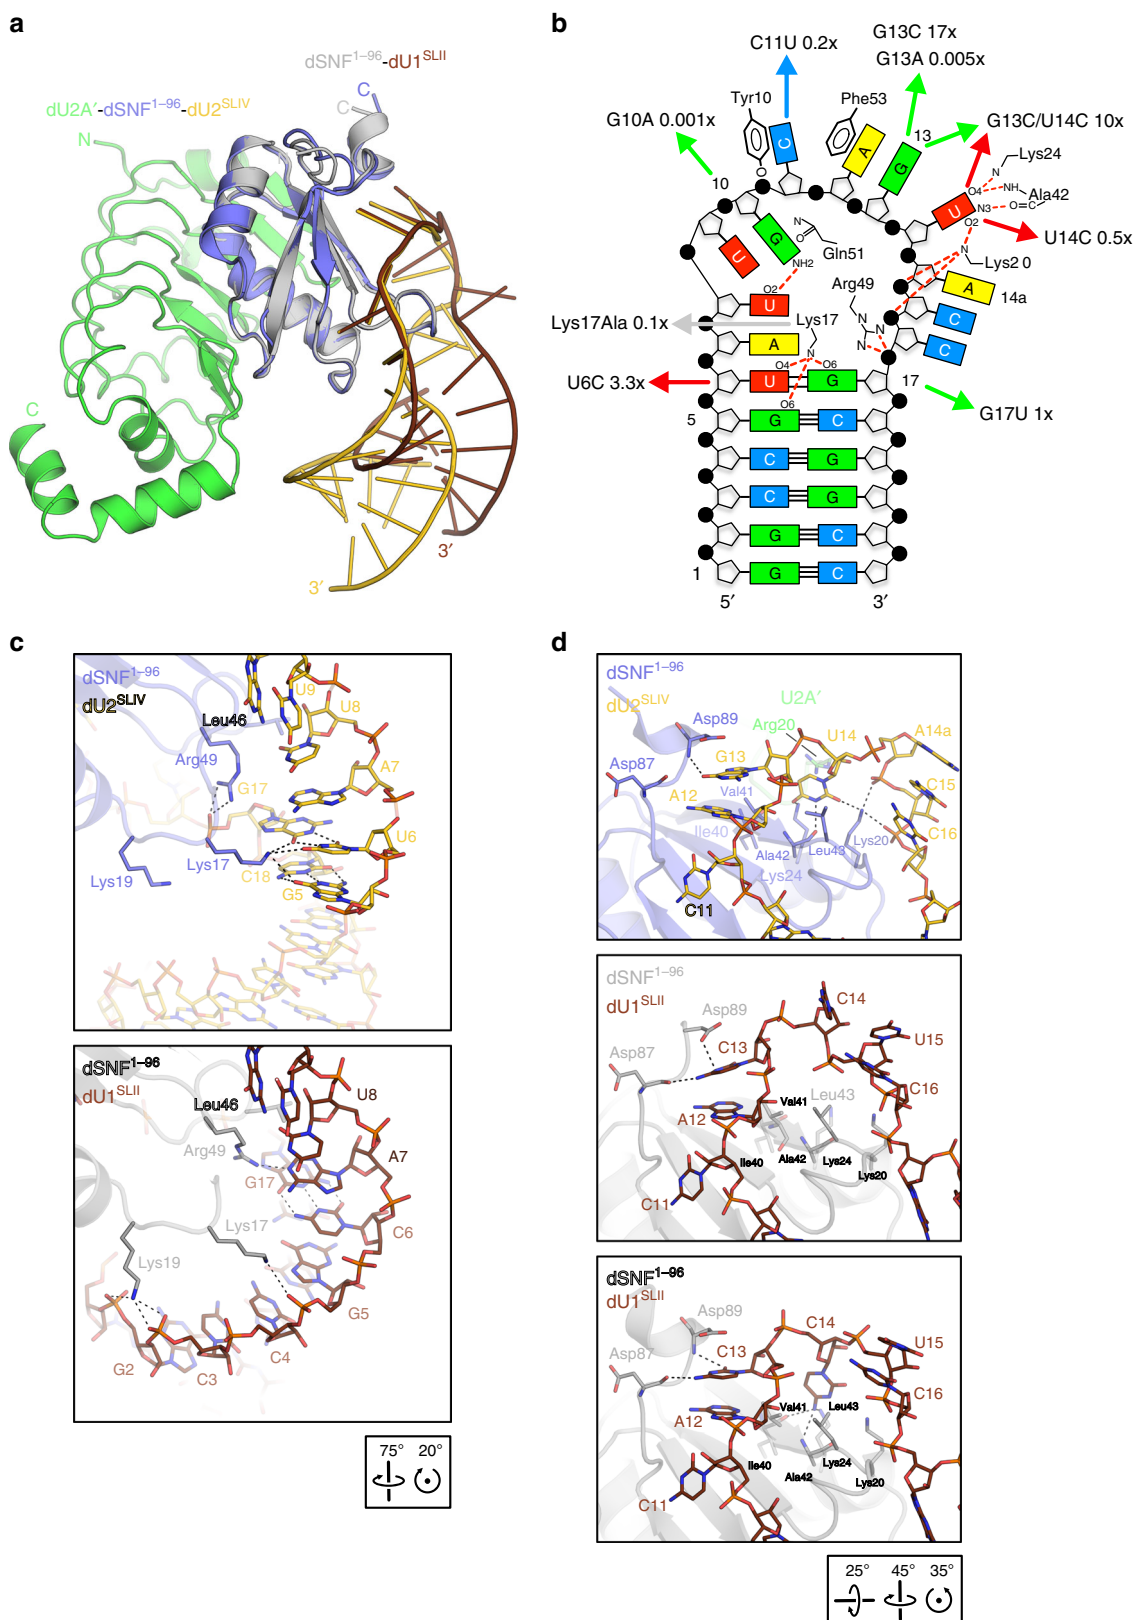 a
dSNF1–96-dU1SLII
C
C
dU2A′-dSNF1–96-dU2SLIV
N
C
3′
3′
b
G13C 17x
C11U 0.2x
G13A 0.005x
Tyr10
Phe53
G10A 0.001x
G13C/U14C 10x
C
A
13
G
Lys24
N
10
O
O4
NH
Ala42
U
N3
O
C
O2
U14C 0.5x
U
G
N
O
Gln51
NH2
N
Lys2 0
Arg49
A
14a
O2
U
N
N
C
Lys17Ala 0.1x
Lys17
A
N
N
C
O4
O6
U6C 3.3x
U
G
17
G17U 1x
O6
5
G
C
C
G
C
G
G
C
1
G
C
5′
3′
c
dSNF1–96
dU2SLIV
U9
Leu46
U8
Arg49
A7
G17
U6
Lys17
Lys19
C18
G5
dSNF1–96
dU1SLII
U8
Leu46
A7
Arg49
G17
Lys17
C6
Lys19
G5
C4
G2
C3
75°
20°
d
dSNF1–96
dU2SLIV
U2A′
Asp89
Arg20
U14
A14a
G13
Asp87
Val41
C15
A12
Ile40
C16
Ala42
Leu43
Lys20
Lys24
C11
dSNF1–96
dU1SLII
Asp89
C14
C13
U15
Asp87
C16
A12
Val41
Leu43
Ile40
Ala42
Lys24
Lys20
C11
dSNF1–96
dU1SLII
Asp89
C14
U15
C13
Asp87
C16
A12
Val41
Leu43
Ile40
Lys24
Ala42
Lys20
C11
25°
45°
35°